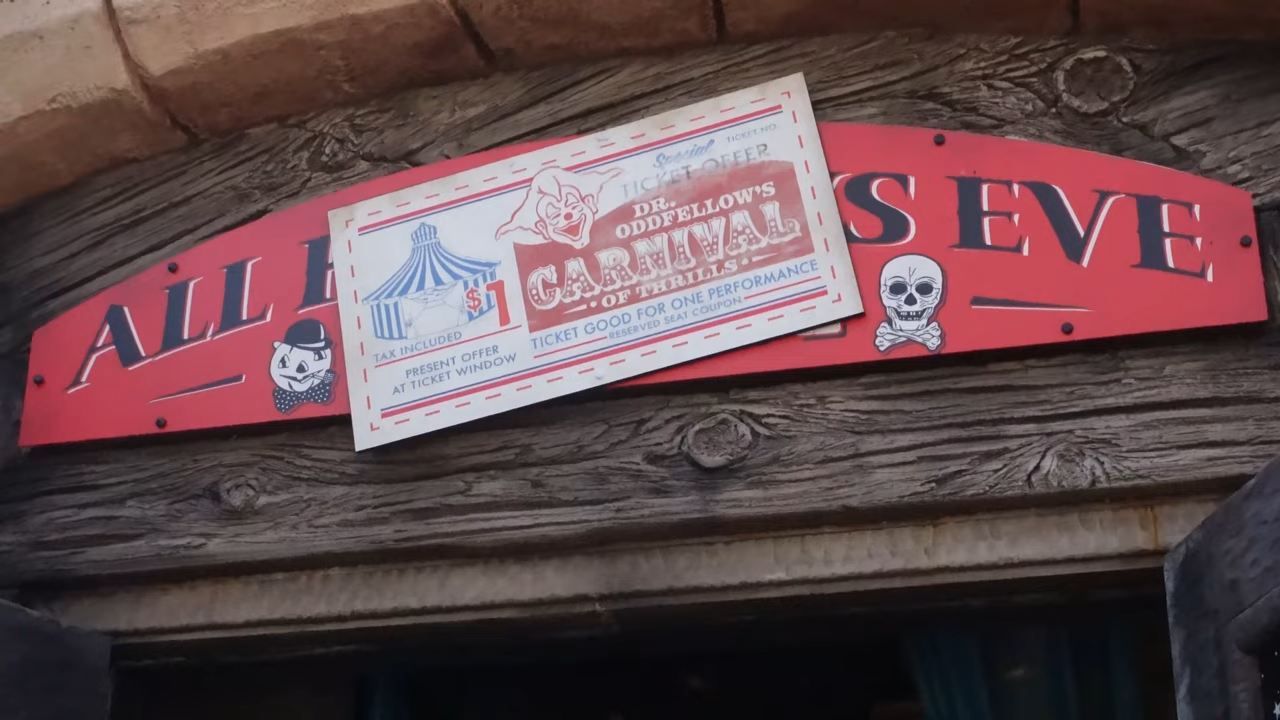 ALL H
S EVE
Special
TICKET NO.
TICKET OFFER
DR.
ODDFELLOW'S
CARNIVAL
OF THRILLS
$1
TAX INCLUDED
PRESENT OFFER
AT TICKET WINDOW
TICKET GOOD FOR ONE PERFORMANCE
RESERVED SEAT COUPON